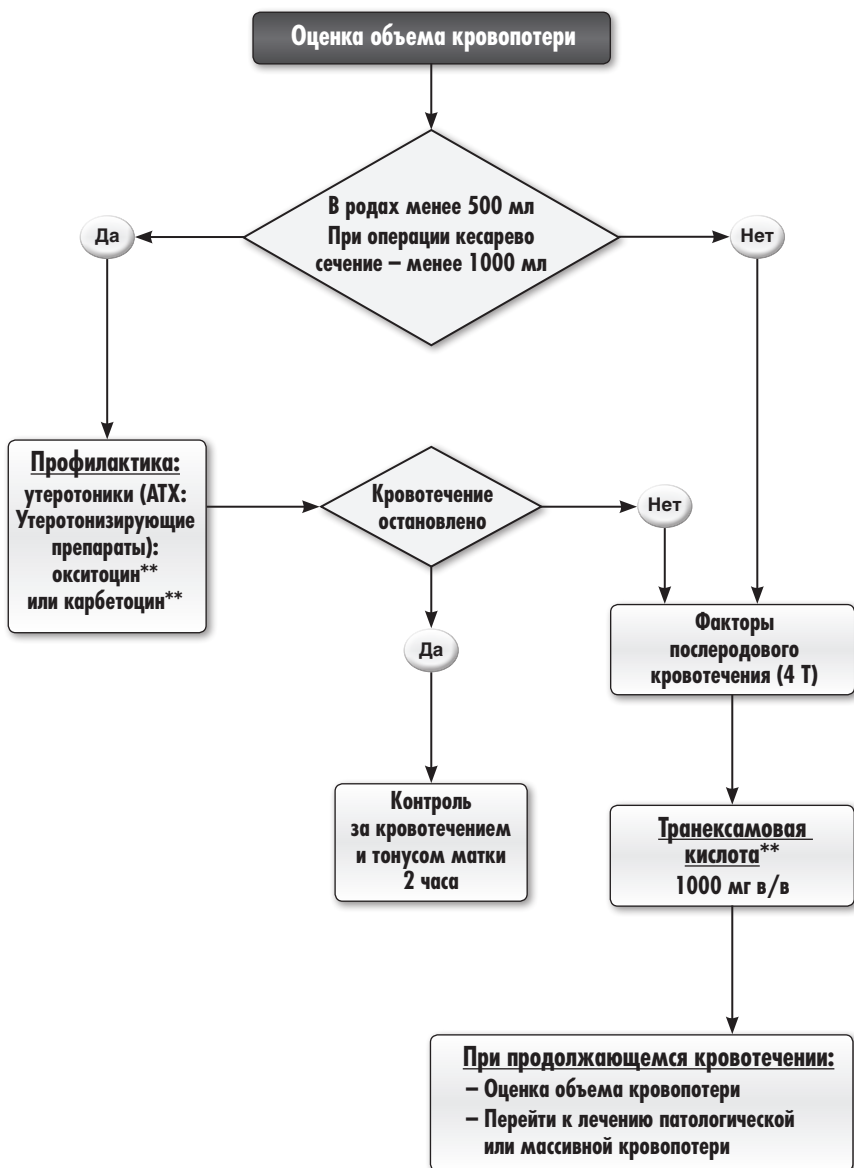 Оценка объема кровопотери
В родах менее 500 мл
При операции кесарево
сечение – менее 1000 мл
Да
Нет
Профилактика:
утеротоники (АТХ:
Утеротонизирующие
препараты):
окситоцин**
или карбетоцин**
Кровотечение
остановлено
Нет
Да
Факторы
послеродового
кровотечения (4 Т)
Контроль
за кровотечением
и тонусом матки
2 часа
Транексамовая
кислота**
1000 мг в/в
При продолжающемся кровотечении:
– Оценка объема кровопотери
– Перейти к лечению патологической
или массивной кровопотери